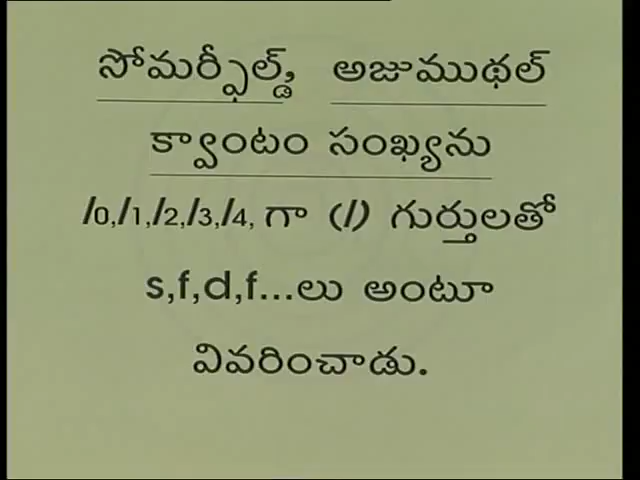 సోమర్ఫీల్డ్, అజుముథల్
క్వాంటం సంఖ్యను
l0,l1,l2,l3,l4, గా (l) గుర్తులతో
s,f,d,f...లు అంటూ
వివరించాడు.